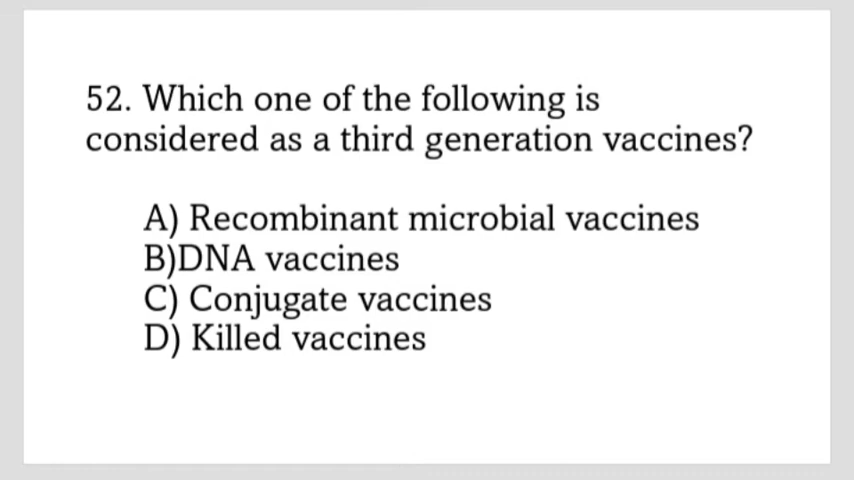 52. Which one of the following is
considered as a third generation vaccines?
A) Recombinant microbial vaccines
B)DNA vaccines
C) Conjugate vaccines
D) Killed vaccines